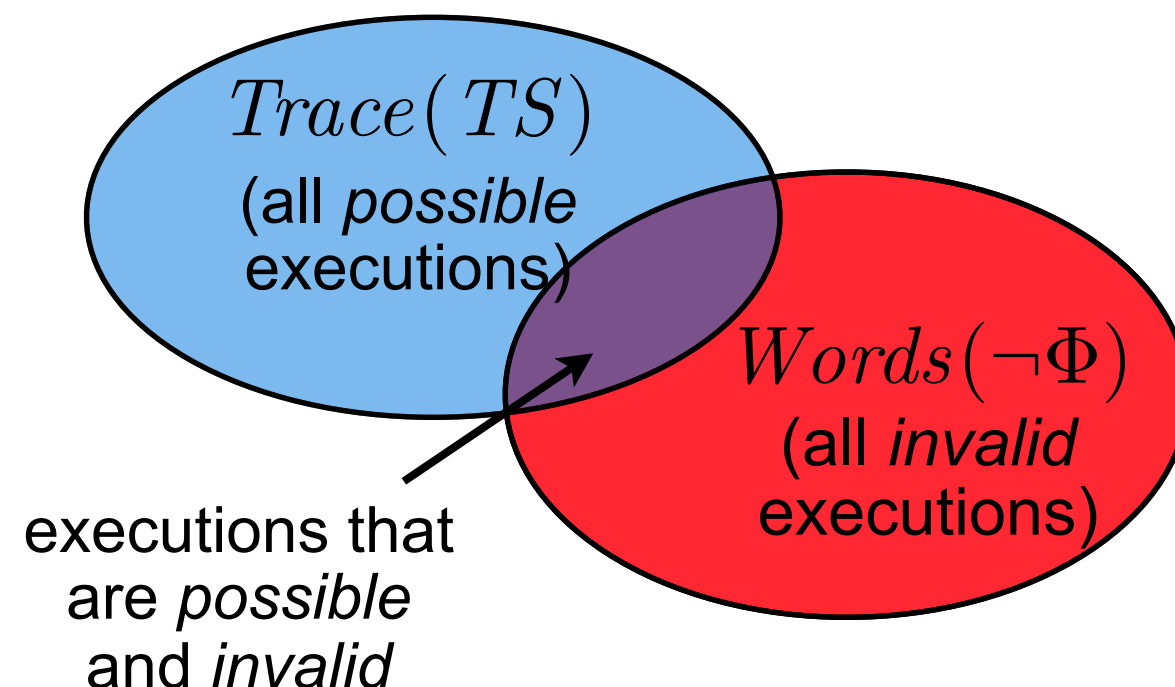 Trace(TS)
(all possible
executions)
Words(¬Φ)
(all invalid
executions)
executions that
are possible
and invalid